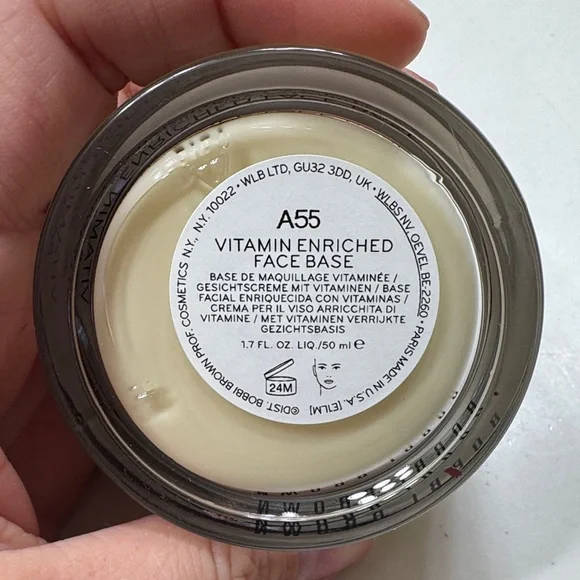 A55
VITAMIN ENRICHED
FACE BASE
BASE DE MAQUILLAGE VITAMINÉE /
GESICHTSCREME MIT VITAMINEN / BASE
FACIAL ENRIQUECIDA CON VITAMINAS /
CREMA PER IL VISO ARRICCHITA DI
VITAMINE / MET VITAMINEN VERRIJKTE
GEZICHTSBASIS
1.7 FL. OZ. LIQ./50 ml ℮
24M
©DIST. BOBBI BROWN PROF. COSMETICS N.Y., N.Y. 10022 • WLB LTD, GU32 3DD, UK • WLBS NV. OEVEL BE-2260 • PARIS MADE IN U.S.A. [EILM]